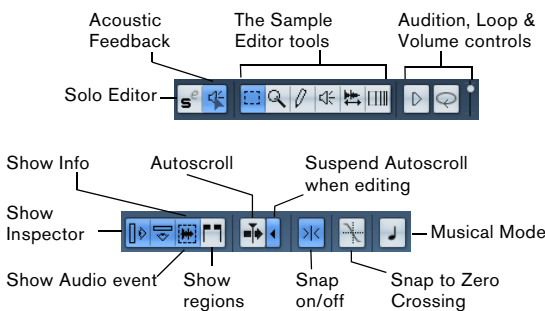 Acoustic
Feedback
The Sample
Editor tools
Audition, Loop &
Volume controls
Solo Editor
s e
Show Info
Autoscroll
Suspend Autoscroll
when editing
Show
Inspector
Musical Mode
Show Audio event
Show
regions
Snap
on/off
Snap to Zero
Crossing